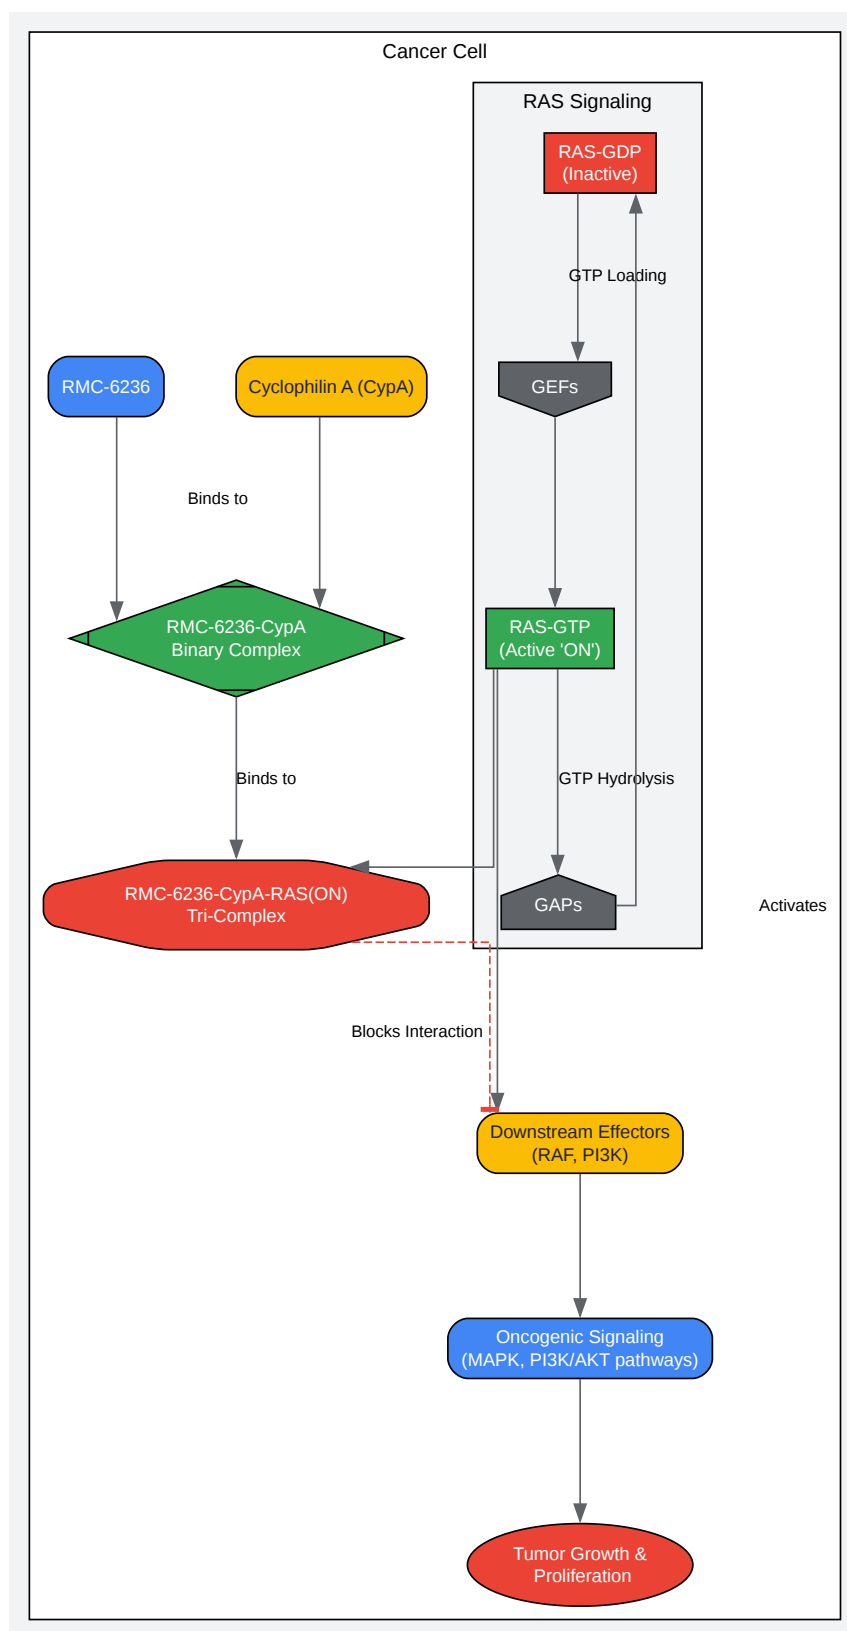 Cancer Cell
RAS Signaling
RAS-GDP
(Inactive)
GTP Loading
RMC-6236
Cyclophilin A (CypA)
GEFs
Binds to
RMC-6236-CypA
Binary Complex
RAS-GTP
(Active 'ON')
Binds to
GTP Hydrolysis
RMC-6236-CypA-RAS(ON)
Tri-Complex
GAPs
Activates
Blocks Interaction
Downstream Effectors
(RAF, PI3K)
Oncogenic Signaling
(MAPK, PI3K/AKT pathways)
Tumor Growth &
Proliferation